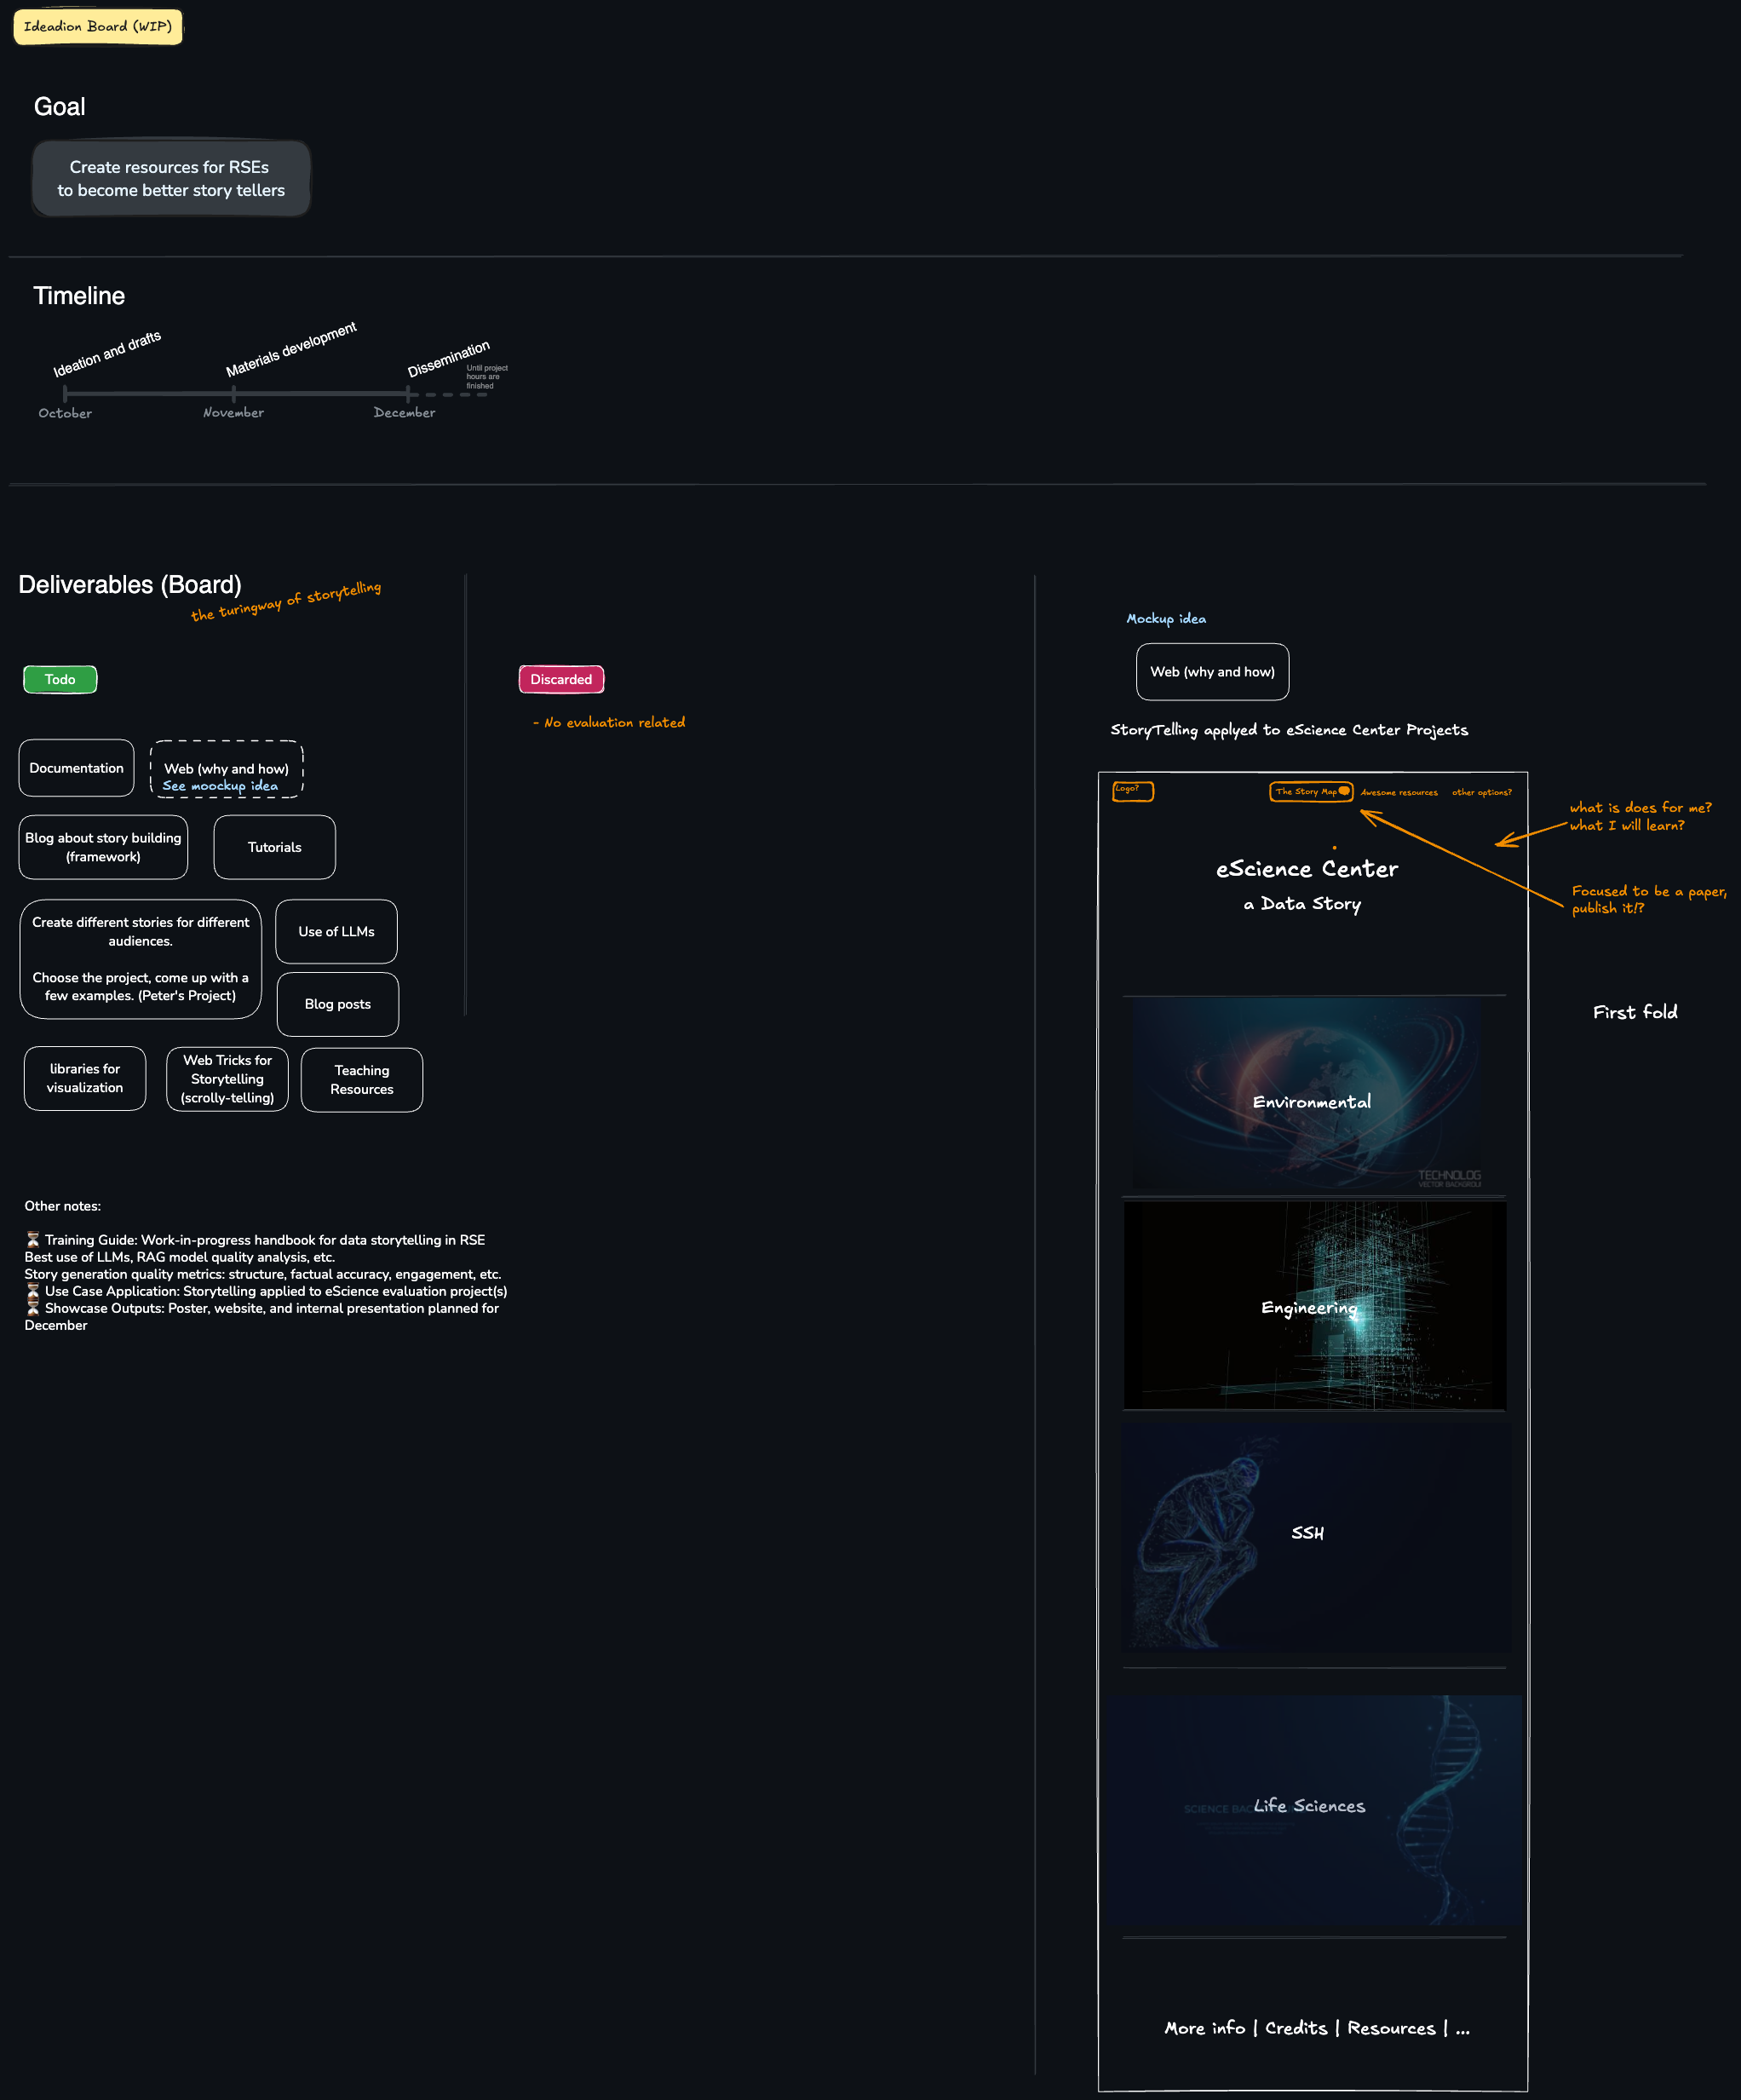 Ideadion Board (WIP)
Goal
Create resources for RSEs
to become better story tellers
Timeline
Ideation and drafts
Materials development
Dissemination
Until project
hours are
finished
October
November
December
Deliverables (Board)
the turingway of storytelling
Todo
Documentation
Web (why and how)
See moockup idea
Blog about story building
(framework)
Tutorials
Create different stories for different
audiences.
Choose the project, come up with a
few examples. (Peter's Project)
Use of LLMs
Blog posts
libraries for
visualization
Web Tricks for
Storytelling
(scrolly-telling)
Teaching
Resources
Other notes:
⏳ Training Guide: Work-in-progress handbook for data storytelling in RSE
Best use of LLMs, RAG model quality analysis, etc.
Story generation quality metrics: structure, factual accuracy, engagement, etc.
⏳ Use Case Application: Storytelling applied to eScience evaluation project(s)
⏳ Showcase Outputs: Poster, website, and internal presentation planned for
December
Discarded
- No evaluation related
Mockup idea
Web (why and how)
StoryTelling applyed to eScience Center Projects
Logo?
The Story Map
Awesome resources
other options?
what is does for me?
what I will learn?
eScience Center
a Data Story
Focused to be a paper,
publish it!?
First fold
Environmental
TECHNOLOG
VECTOR BACKGROU
Engineering
SSH
Life Sciences
SCIENCE BAC
More info | Credits | Resources | ...